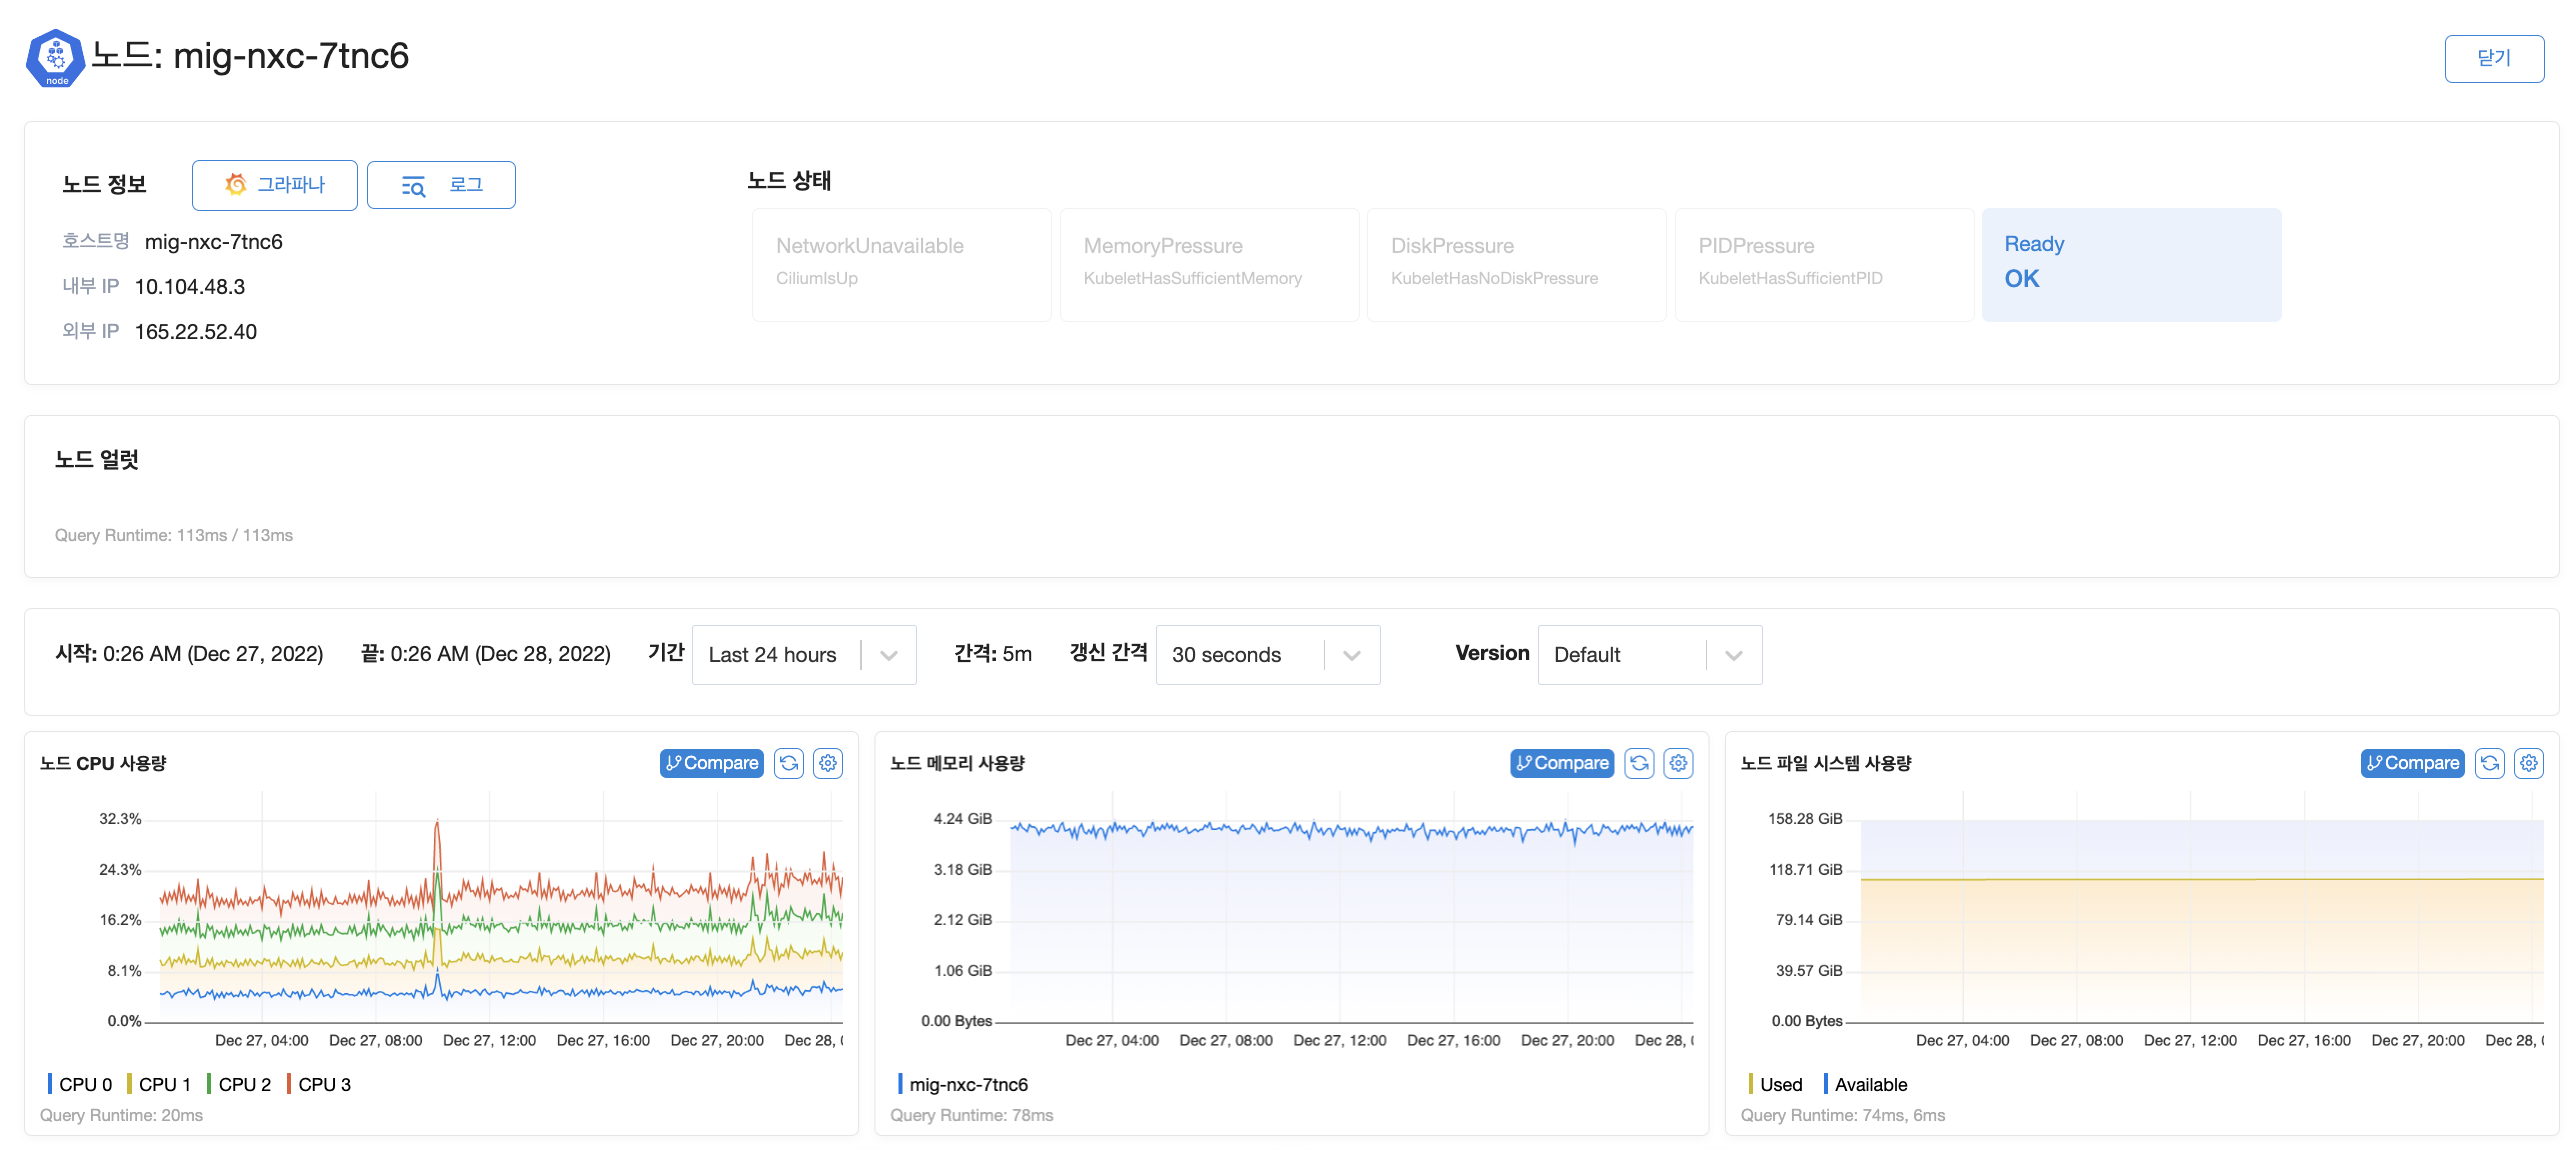 node
노드: mig-nxc-7tnc6
닫기
노드 정보
그라파나
로그
호스트명 mig-nxc-7tnc6
내부 IP 10.104.48.3
외부 IP 165.22.52.40
노드 상태
NetworkUnavailable
CiliumIsUp
MemoryPressure
KubeletHasSufficientMemory
DiskPressure
KubeletHasNoDiskPressure
PIDPressure
KubeletHasSufficientPID
Ready
OK
노드 얼럿
Query Runtime: 113ms / 113ms
시작: 0:26 AM (Dec 27, 2022) 끝: 0:26 AM (Dec 28, 2022) 기간 Last 24 hours 간격: 5m 갱신 간격 30 seconds Version Default
노드 CPU 사용량
Compare
32.3%
24.3%
16.2%
8.1%
0.0%
Dec 27, 04:00 Dec 27, 08:00 Dec 27, 12:00 Dec 27, 16:00 Dec 27, 20:00 Dec 28,
CPU 0 CPU 1 CPU 2 CPU 3
Query Runtime: 20ms
노드 메모리 사용량
Compare
4.24 GiB
3.18 GiB
2.12 GiB
1.06 GiB
0.00 Bytes
Dec 27, 04:00 Dec 27, 08:00 Dec 27, 12:00 Dec 27, 16:00 Dec 27, 20:00 Dec 28,
mig-nxc-7tnc6
Query Runtime: 78ms
노드 파일 시스템 사용량
Compare
158.28 GiB
118.71 GiB
79.14 GiB
39.57 GiB
0.00 Bytes
Dec 27, 04:00 Dec 27, 08:00 Dec 27, 12:00 Dec 27, 16:00 Dec 27, 20:00 Dec 28,
Used Available
Query Runtime: 74ms, 6ms